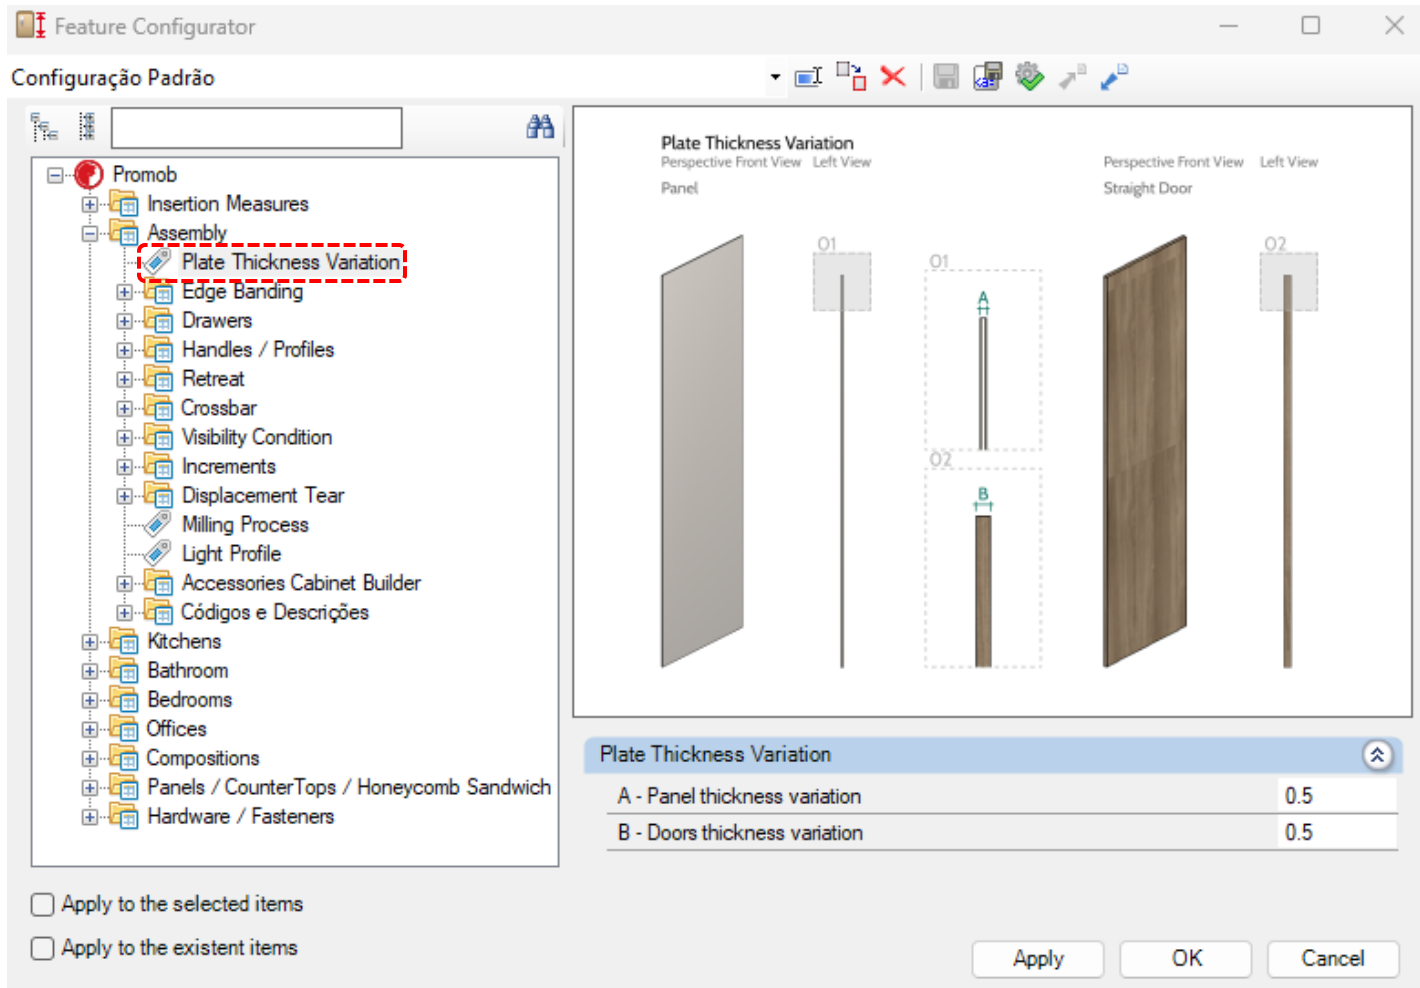 Feature Configurator
Configuração Padrão
Promob
Insertion Measures
Assembly
Plate Thickness Variation
Edge Banding
Drawers
Handles / Profiles
Retreat
Crossbar
Visibility Condition
Increments
Displacement Tear
Milling Process
Light Profile
Accessories Cabinet Builder
Códigos e Descrições
Kitchens
Bathroom
Bedrooms
Offices
Compositions
Panels / CounterTops / Honeycomb Sandwich
Hardware / Fasteners
Plate Thickness Variation
Perspective Front View Left View
Panel
Perspective Front View Left View
Straight Door
01
01
A
02
B
02
Plate Thickness Variation
A - Panel thickness variation 0.5
B - Doors thickness variation 0.5
Apply to the selected items
Apply to the existent items
Apply OK Cancel